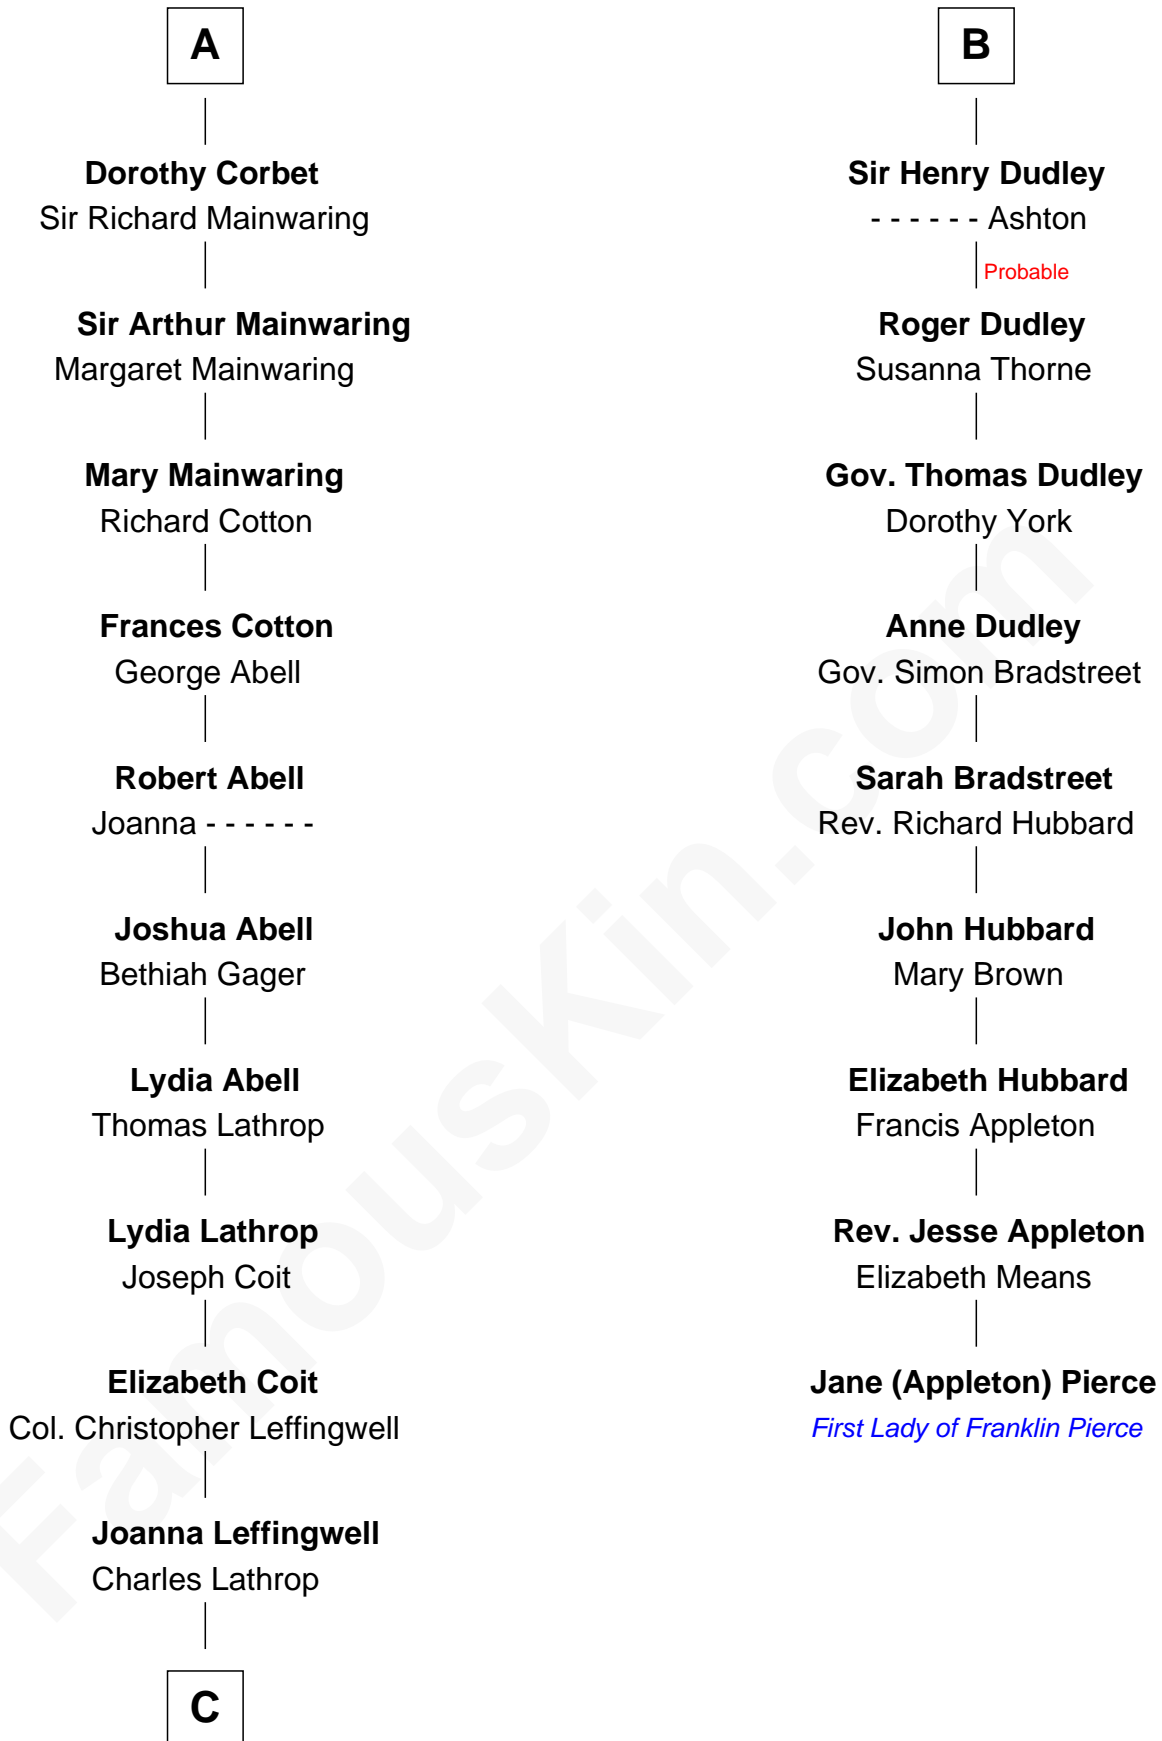 A
Dorothy Corbet
Sir Richard Mainwaring
Sir Arthur Mainwaring
Margaret Mainwaring
Mary Mainwaring
Richard Cotton
Frances Cotton
George Abell
Robert Abell
Joanna - - - - - -
Joshua Abell
Bethiah Gager
Lydia Abell
Thomas Lathrop
Lydia Lathrop
Joseph Coit
Elizabeth Coit
Col. Christopher Leffingwell
Joanna Leffingwell
Charles Lathrop
C
B
Sir Henry Dudley
- - - - - - Ashton
Probable
Roger Dudley
Susanna Thorne
Gov. Thomas Dudley
Dorothy York
Anne Dudley
Gov. Simon Bradstreet
Sarah Bradstreet
Rev. Richard Hubbard
John Hubbard
Mary Brown
Elizabeth Hubbard
Francis Appleton
Rev. Jesse Appleton
Elizabeth Means
Jane (Appleton) Pierce
First Lady of Franklin Pierce
FamousKin.com